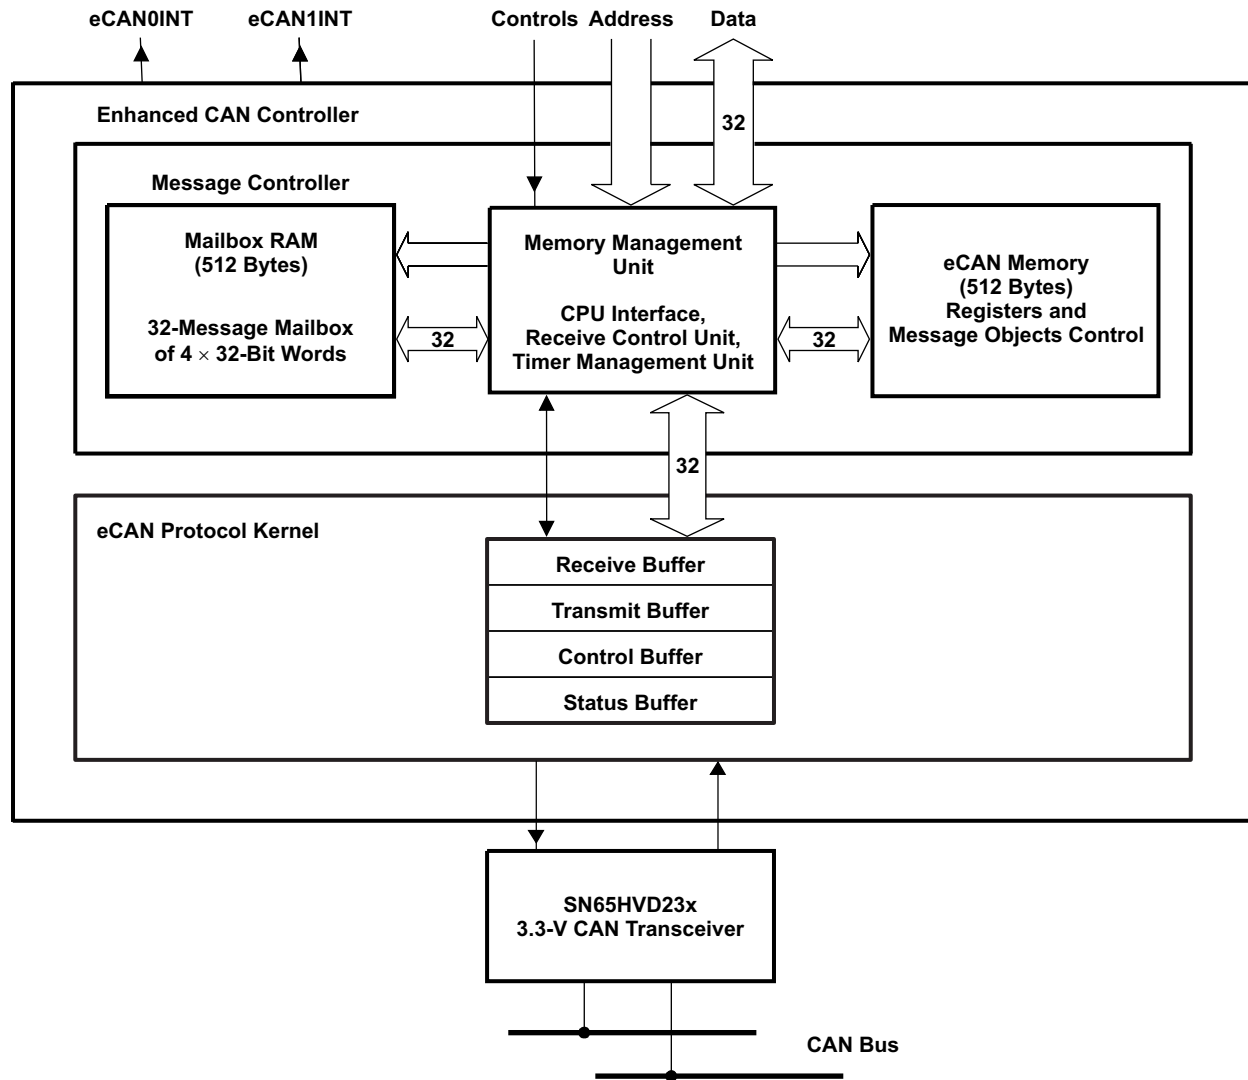 eCAN0INT
eCAN1INT
Controls
Address
Data
32
Enhanced CAN Controller
Message Controller
Mailbox RAM
(512 Bytes)
32-Message Mailbox
of 4 × 32-Bit Words
32
Memory Management
Unit
CPU Interface,
Receive Control Unit,
Timer Management Unit
32
eCAN Memory
(512 Bytes)
Registers and
Message Objects Control
32
eCAN Protocol Kernel
Receive Buffer
Transmit Buffer
Control Buffer
Status Buffer
SN65HVD23x
3.3-V CAN Transceiver
CAN Bus